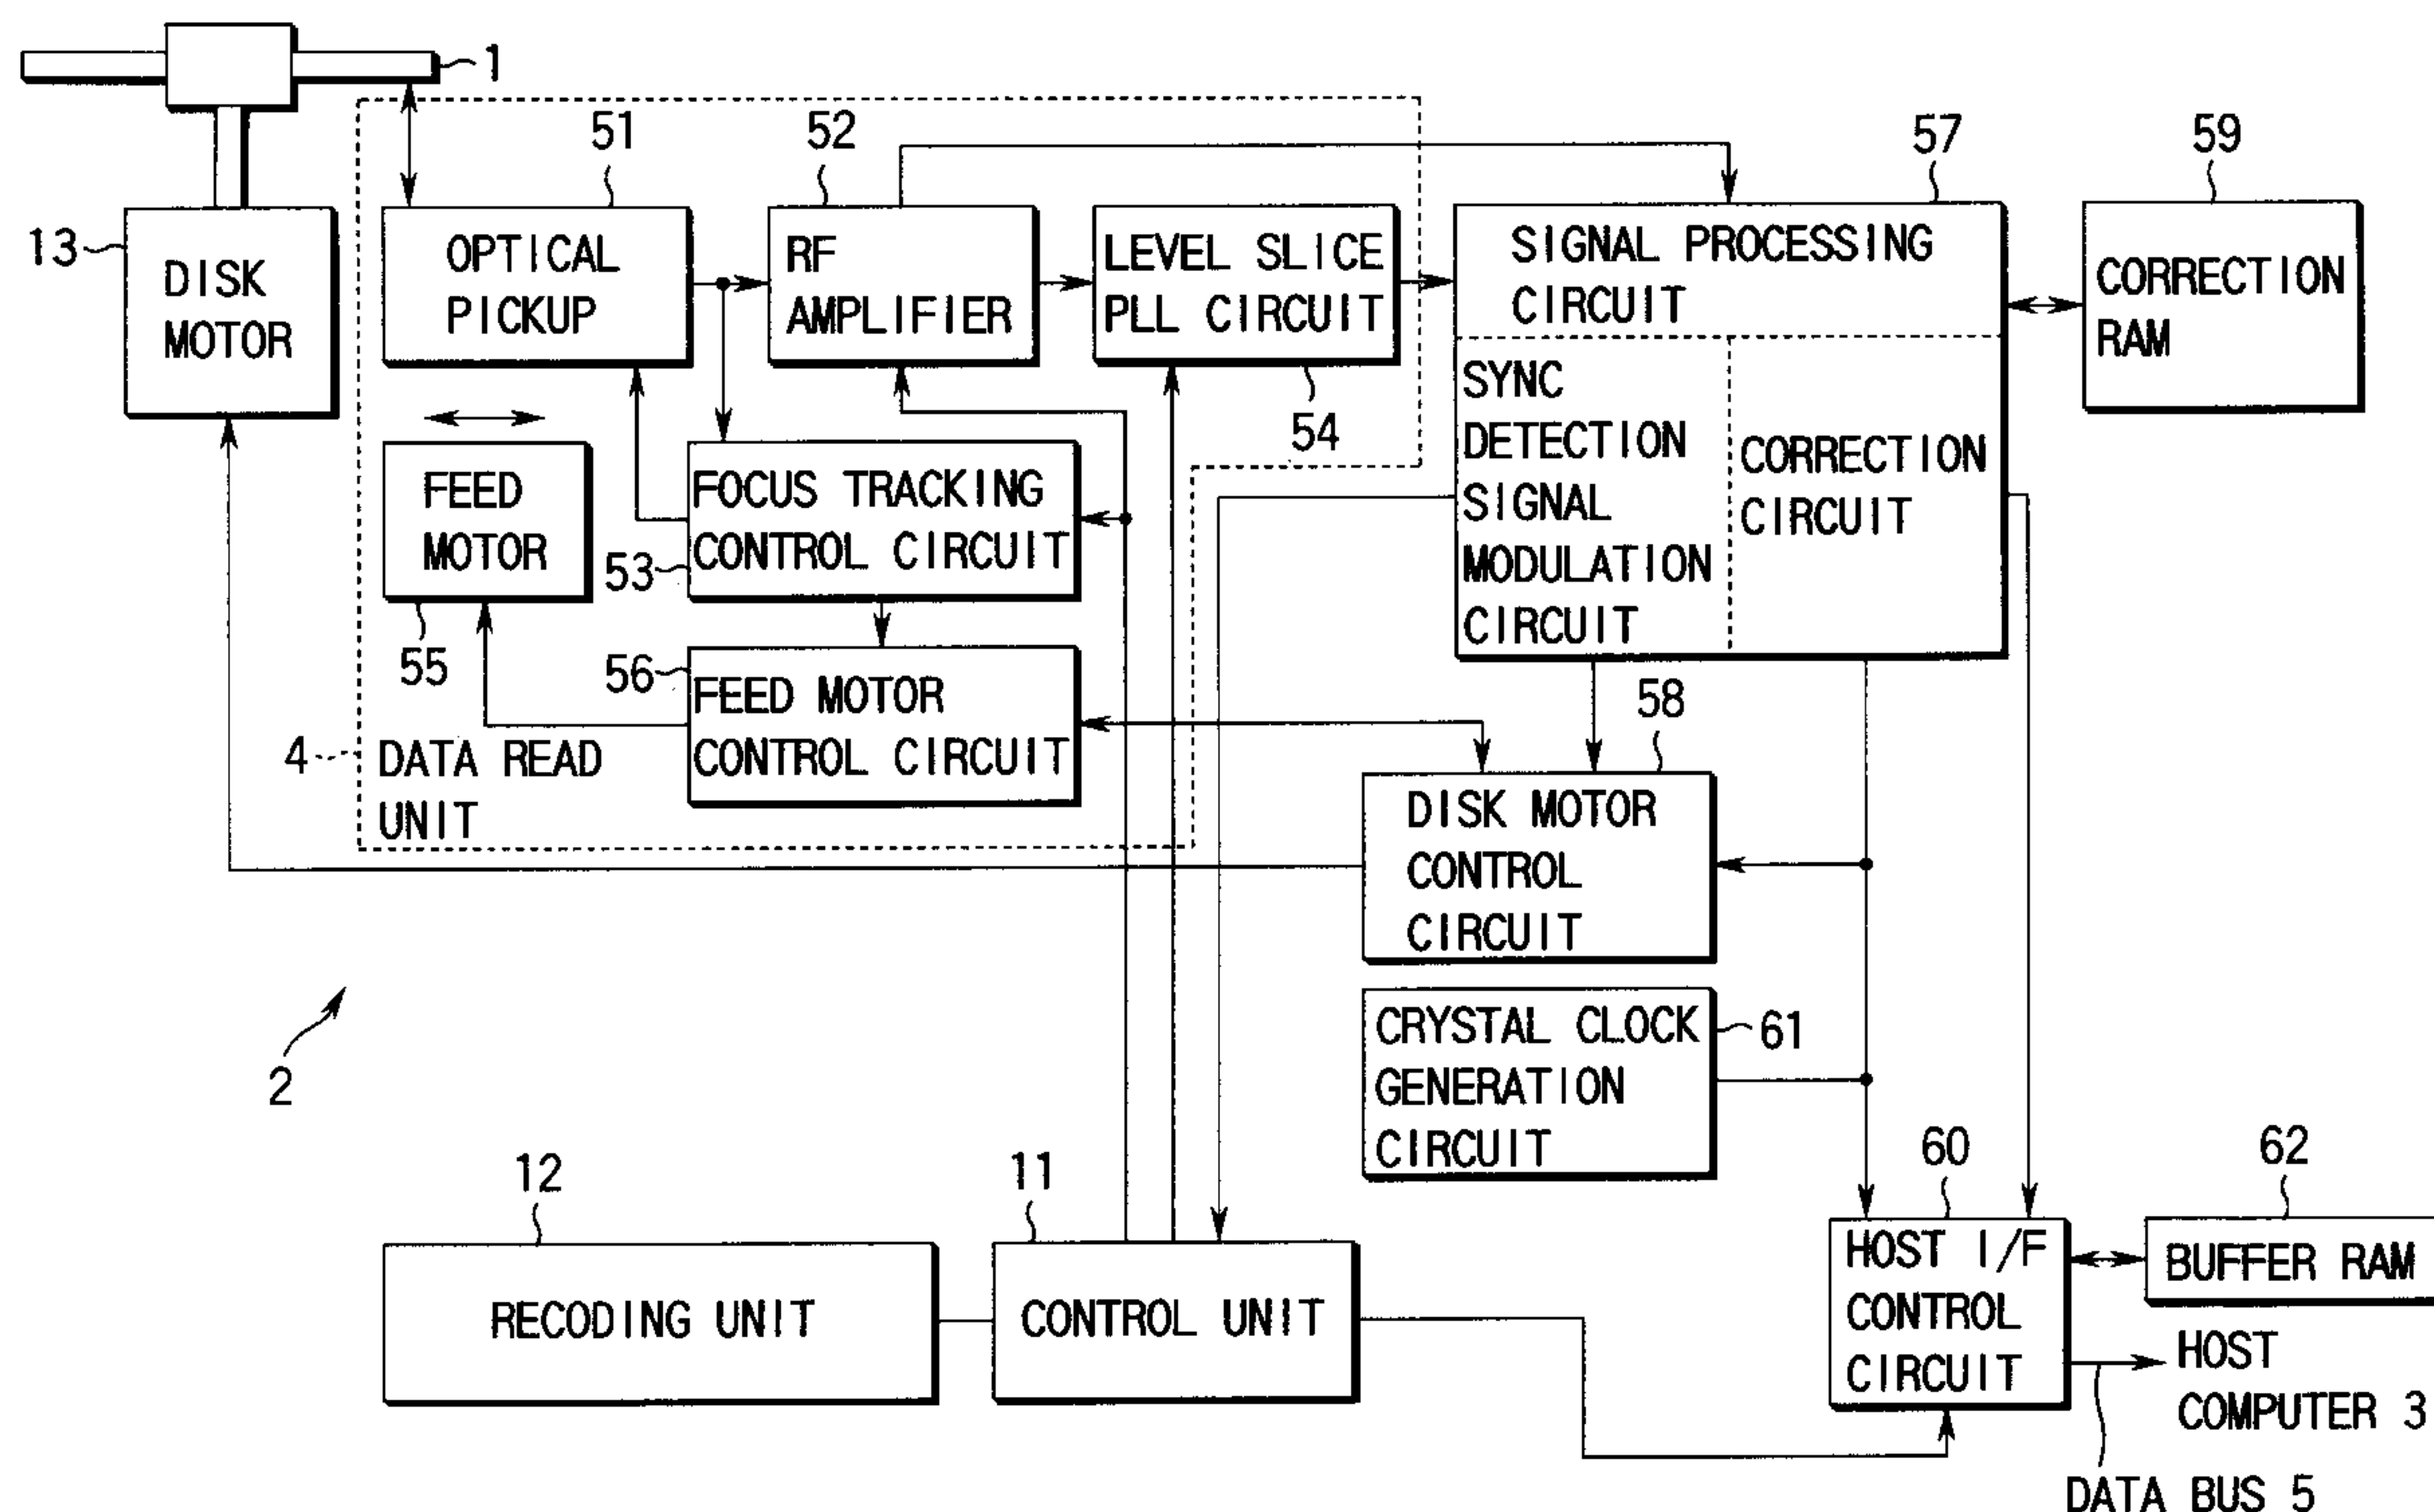 1
51
52
57
59
13
DISK
MOTOR
OPTICAL
PICKUP
RF
AMPLIFIER
LEVEL SLICE
PLL CIRCUIT
54
SIGNAL PROCESSING
CIRCUIT
SYNC
DETECTION
SIGNAL
MODULATION
CIRCUIT
CORRECTION
CIRCUIT
CORRECTION
RAM
FEED
MOTOR
55
FOCUS TRACKING
CONTROL CIRCUIT
53
56
FEED MOTOR
CONTROL CIRCUIT
4
DATA READ
UNIT
58
DISK MOTOR
CONTROL
CIRCUIT
2
CRYSTAL CLOCK
GENERATION
CIRCUIT
61
12
RECODING UNIT
11
CONTROL UNIT
60
HOST I/F
CONTROL
CIRCUIT
62
BUFFER RAM
HOST
COMPUTER 3
DATA BUS 5